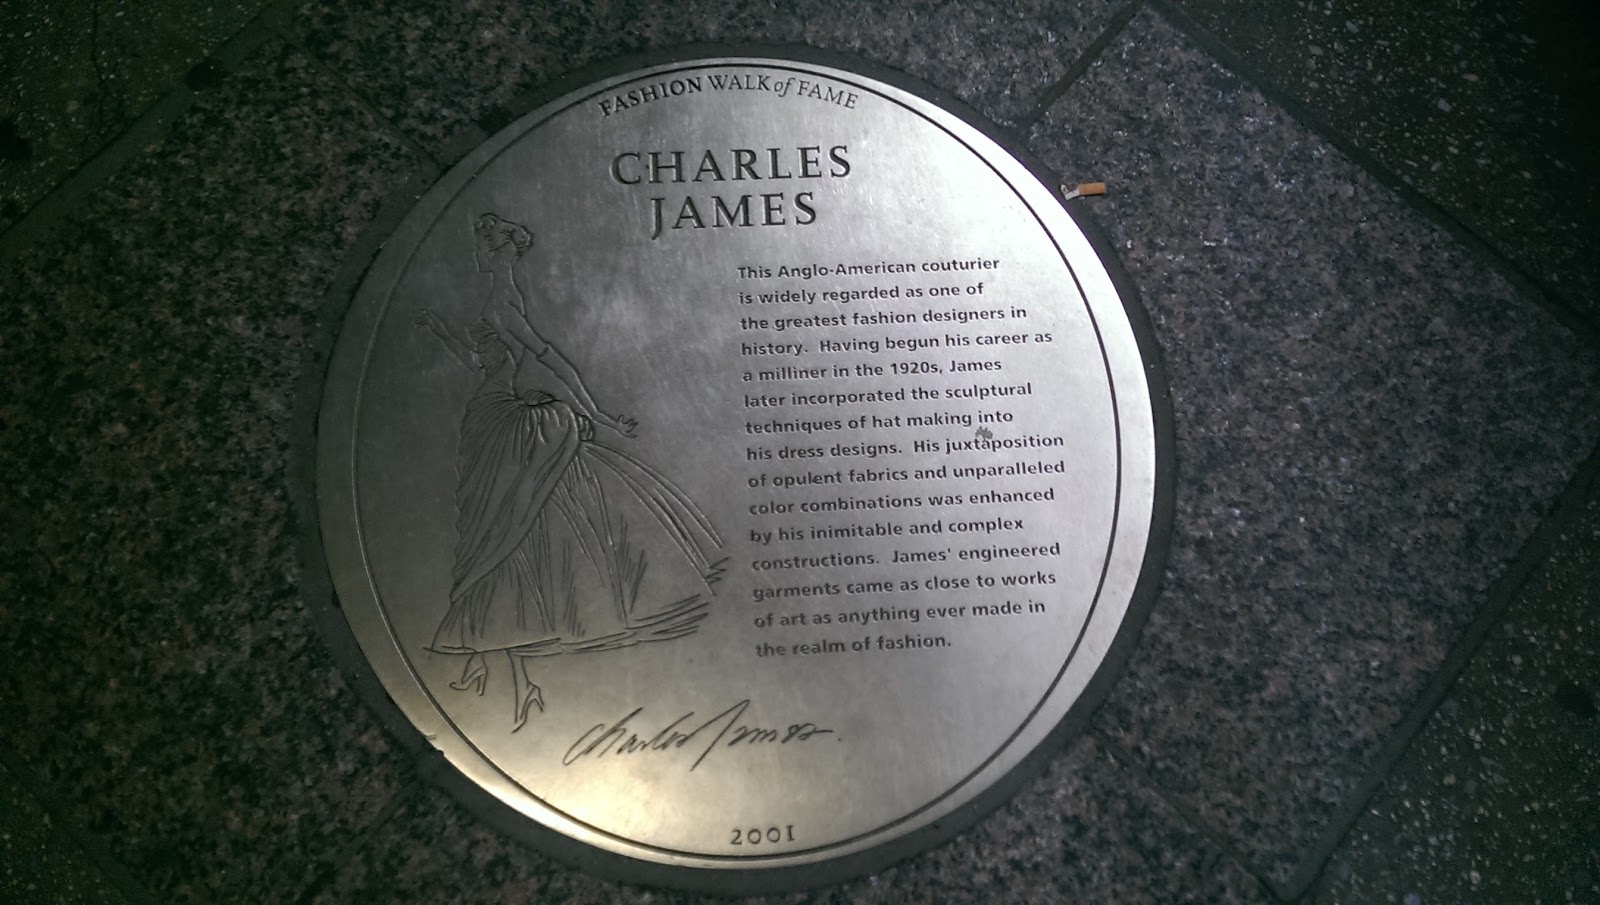 FASHION WALK of FAME
CHARLES
JAMES
This Anglo-American couturier
is widely regarded as one of
the greatest fashion designers in
history. Having begun his career as
a milliner in the 1920s, James
later incorporated the sculptural
techniques of hat making into
his dress designs. His juxtaposition
of opulent fabrics and unparalleled
color combinations was enhanced
by his inimitable and complex
constructions. James' engineered
garments came as close to works
of art as anything ever made in
the realm of fashion.
Charles James.
2001